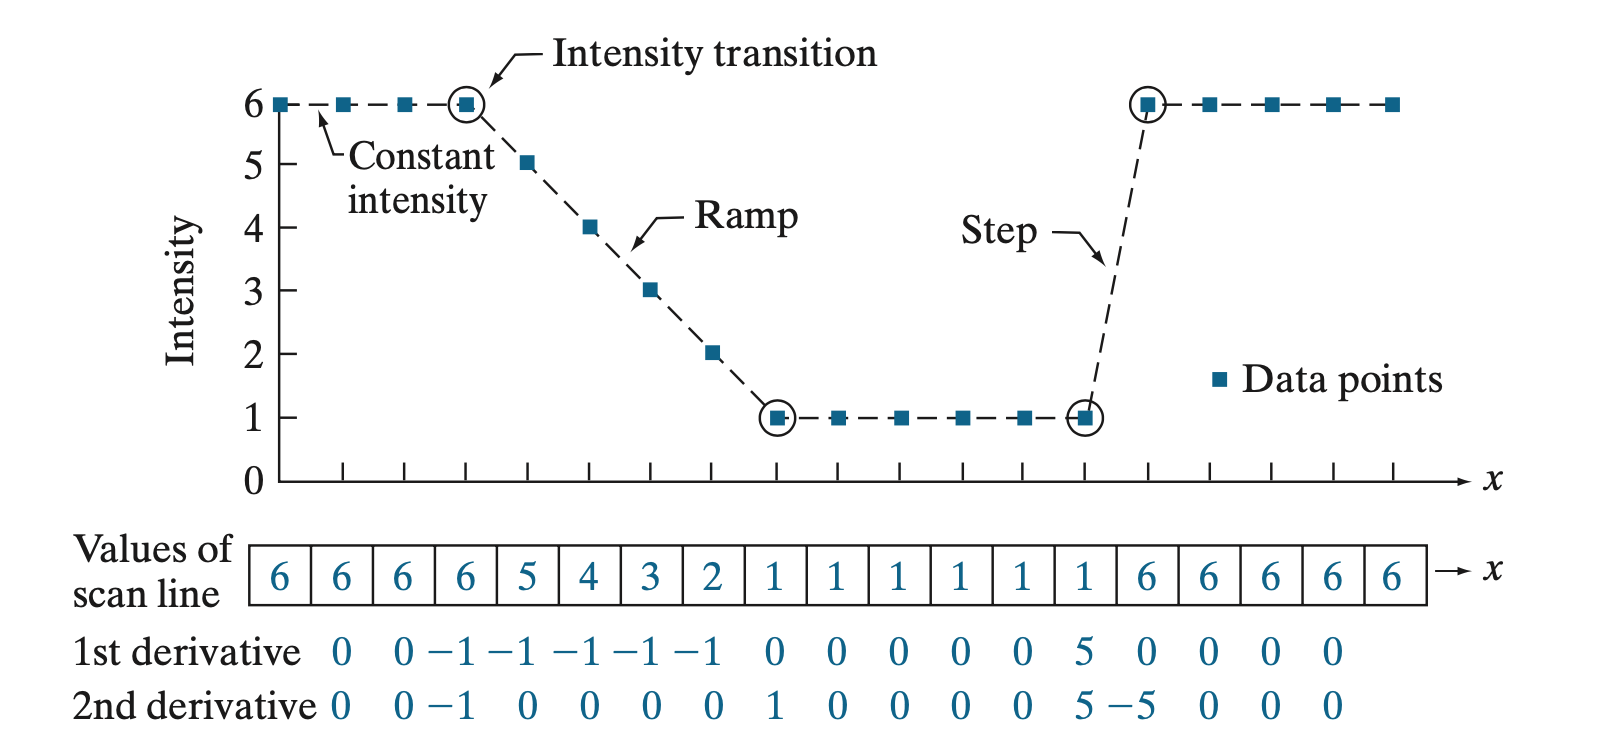 Intensity transition
6
Constant
intensity
5
Ramp
4
Step
Intensity
3
2
Data points
1
0
x
Values of
scan line
6 6 6 6 5 4 3 2 1 1 1 1 1 1 6 6 6 6 6
x
1st derivative 0 0 −1 −1 −1 −1 −1 0 0 0 0 0 5 0 0 0 0
2nd derivative 0 0 −1 0 0 0 0 1 0 0 0 0 5 −5 0 0 0